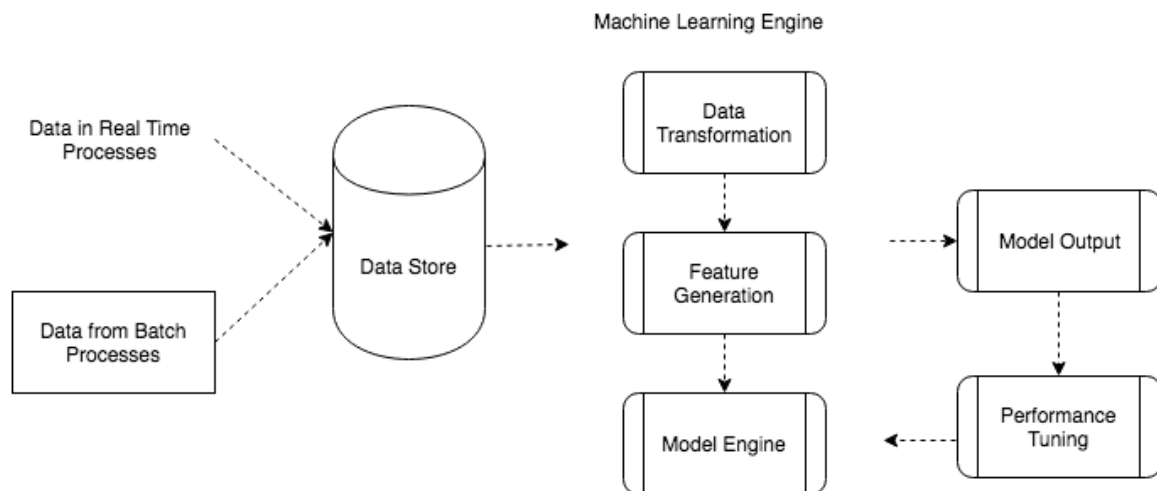 Machine Learning Engine
Data in Real Time
Processes
Data from Batch
Processes
Data Store
Data
Transformation
Feature
Generation
Model Engine
Model Output
Performance
Tuning